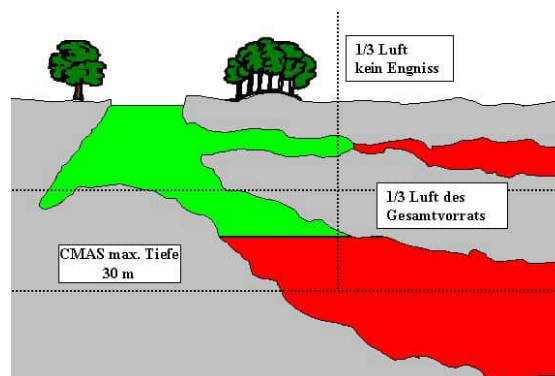 1/3 Luft
kein Engniss
1/3 Luft des
Gesamtvorrats
CMAS max. Tiefe
30 m